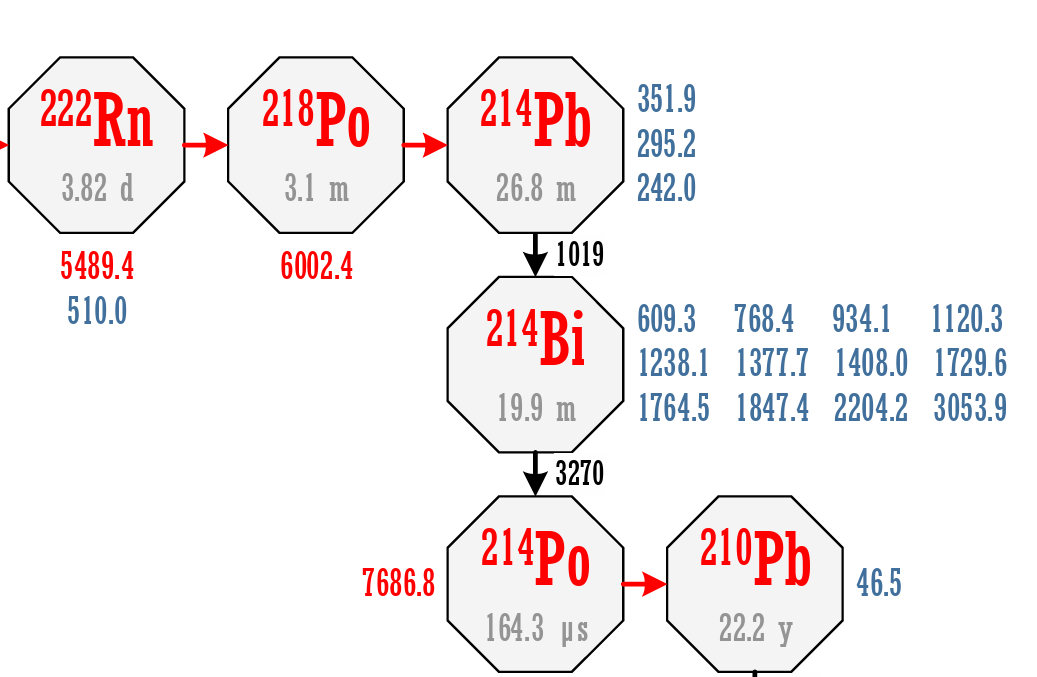 222Rn
3.82 d
5489.4
510.0
218Po
3.1 m
6002.4
214Pb
26.8 m
351.9
295.2
242.0
1019
214Bi
19.9 m
609.3 768.4 934.1 1120.3
1238.1 1377.7 1408.0 1729.6
1764.5 1847.4 2204.2 3053.9
3270
7686.8
214Po
164.3 µs
210Pb
22.2 y
46.5